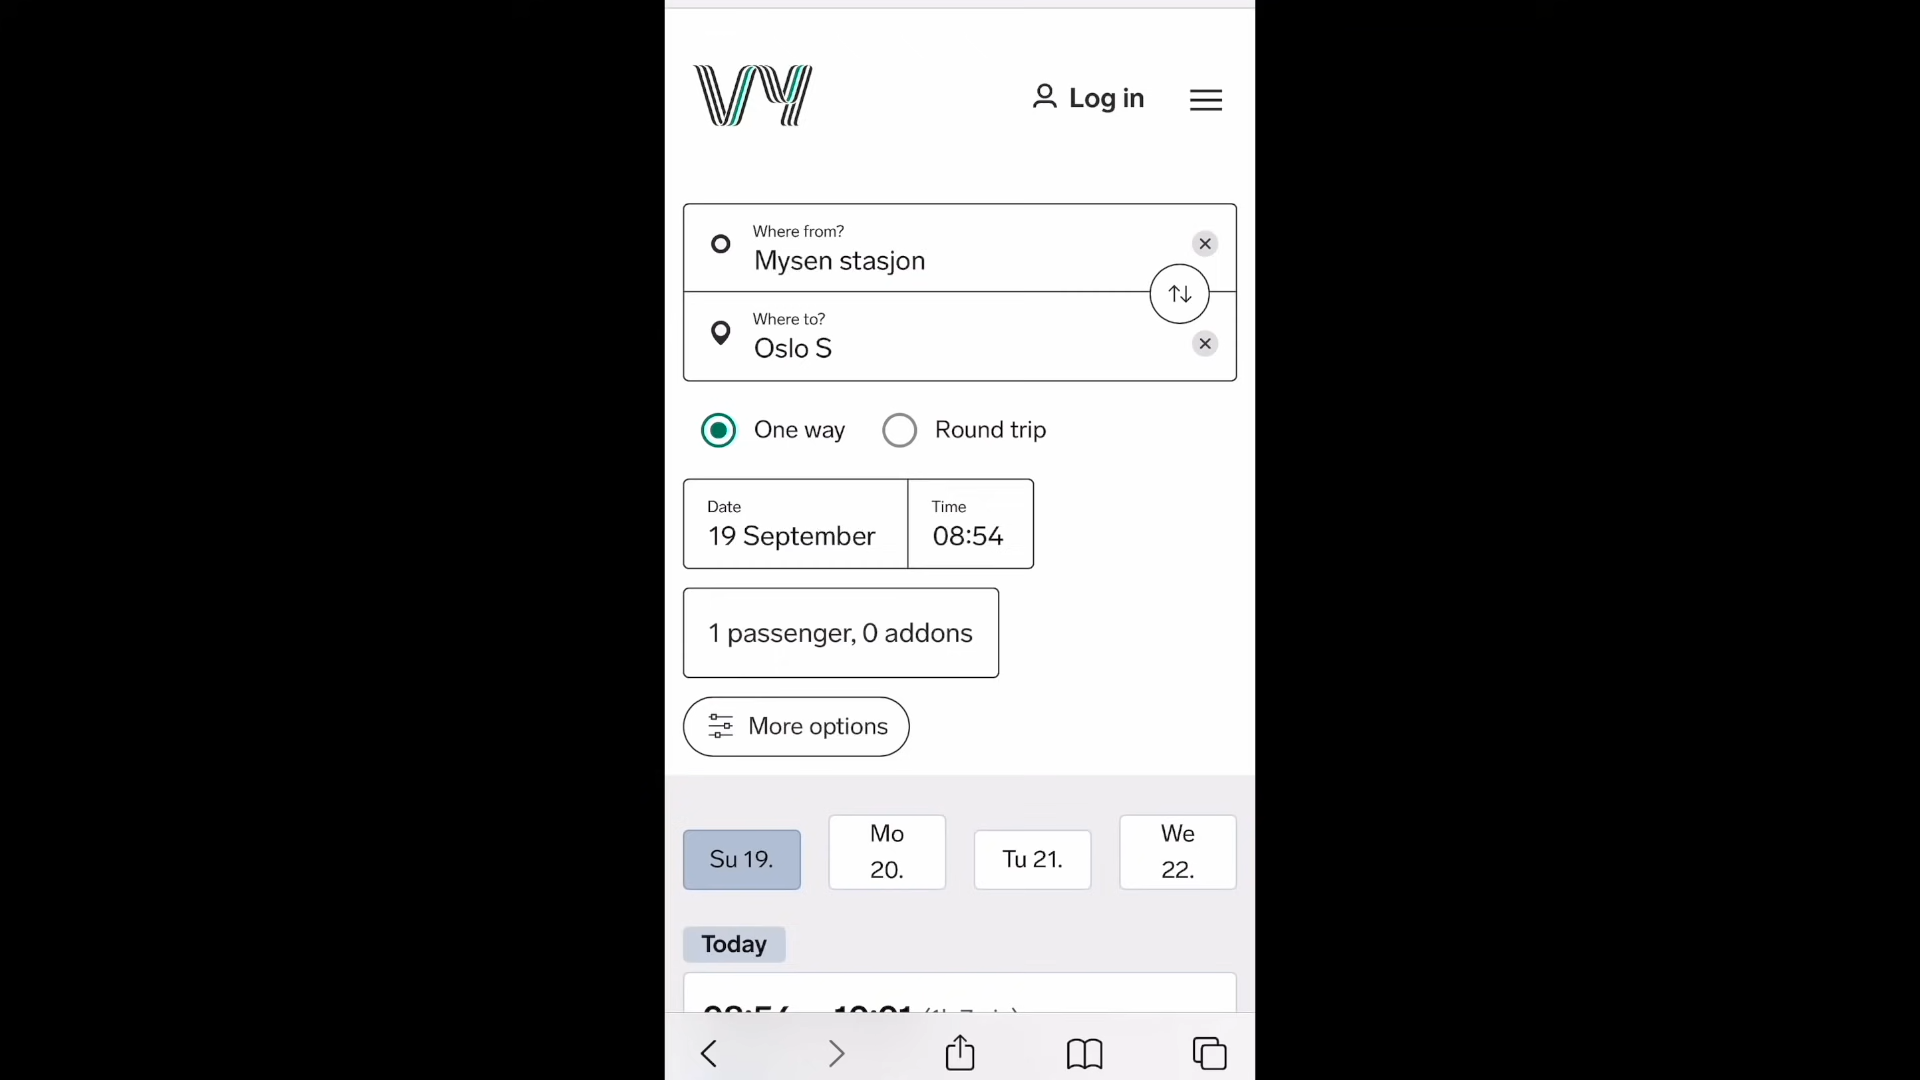 VY
Log in
Where from?
Mysen stasjon
Where to?
Oslo S
One way
Round trip
Date
19 September
Time
08:54
1 passenger, 0 addons
More options
Su 19.
Mo
20.
Tu 21.
We
22.
Today